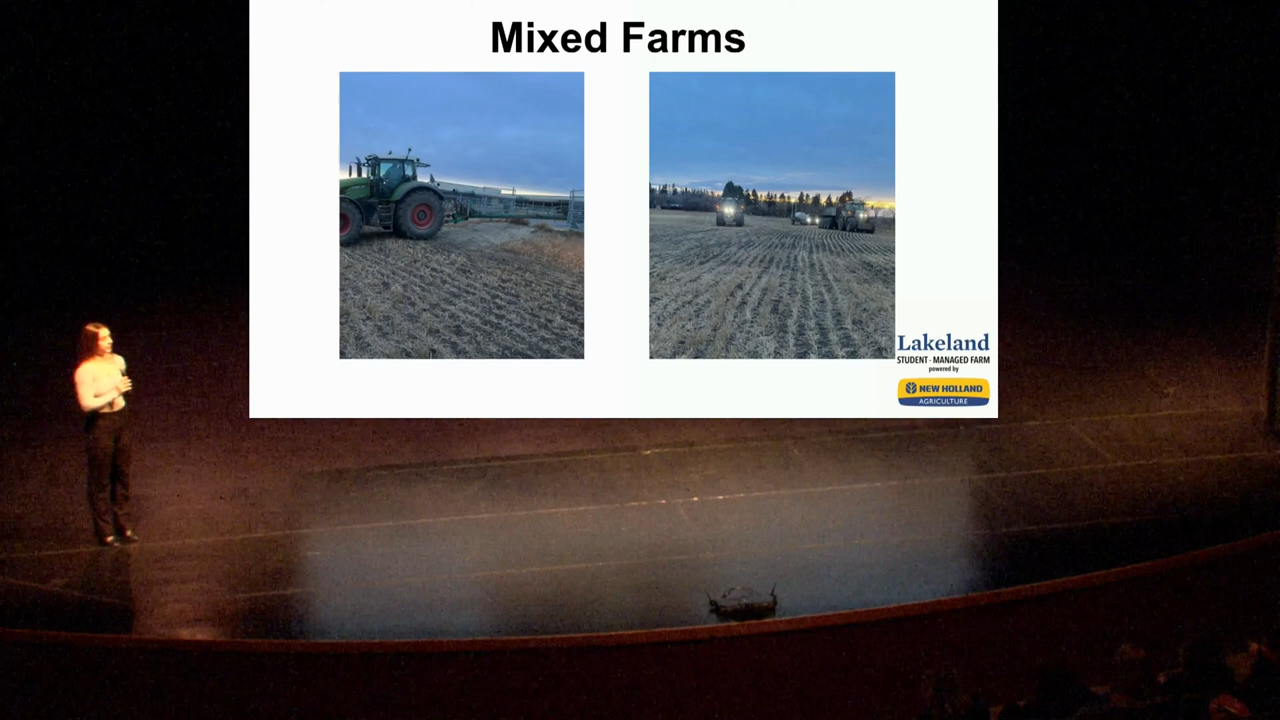 Mixed Farms
Lakeland
STUDENT-MANAGED FARM
powered by
NEW HOLLAND
AGRICULTURE